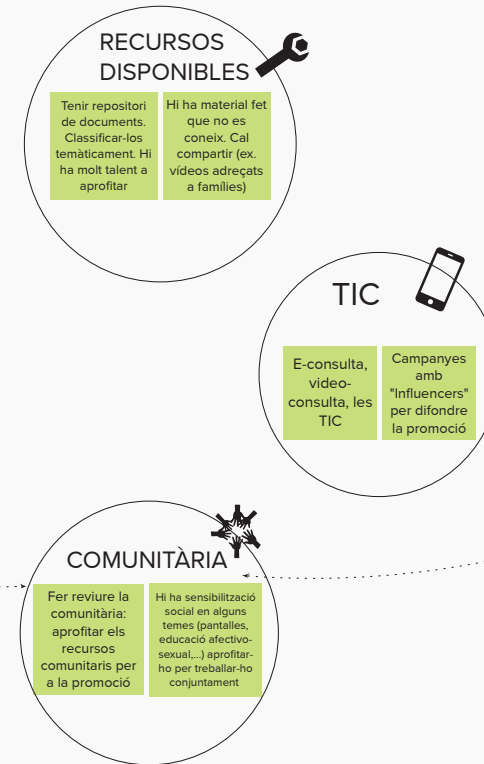 RECURSOS
DISPONIBLES
Tenir repositori
de documents.
Classificar-los
temàticament. Hi
ha molt talent a
aprofitar
Hi ha material fet
que no es
coneix. Cal
compartir (ex.
vídeos adreçats
a famílies)
TIC
E-consulta,
video-
consulta, les
TIC
Campanyes
amb
"Influencers"
per difondre
la promoció
COMUNITÀRIA
Fer reviure la
comunitària:
aprofitar els
recursos
comunitaris per
a la promoció
Hi ha sensibilització
social en alguns
temes (pantalles,
educació afectivo-
sexual,...) aprofitar-
ho per treballar-ho
conjuntament